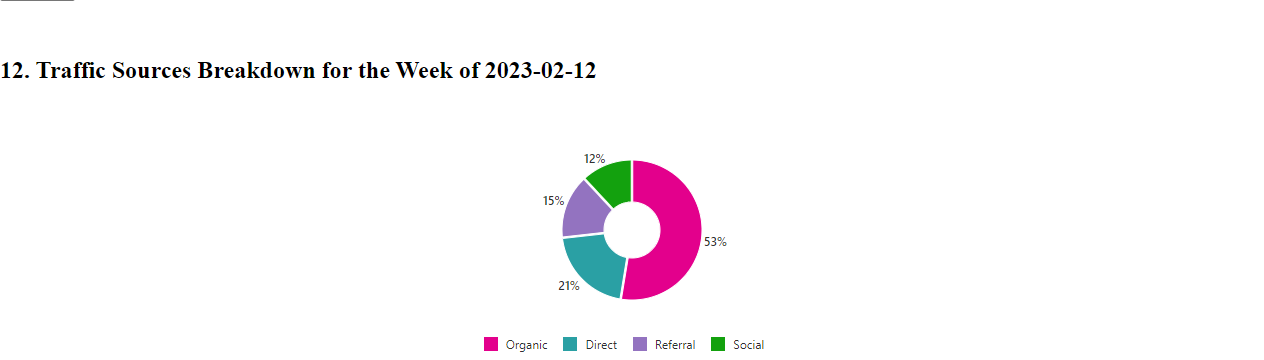 12. Traffic Sources Breakdown for the Week of 2023-02-12
12%
15%
53%
21%
Organic Direct Referral Social